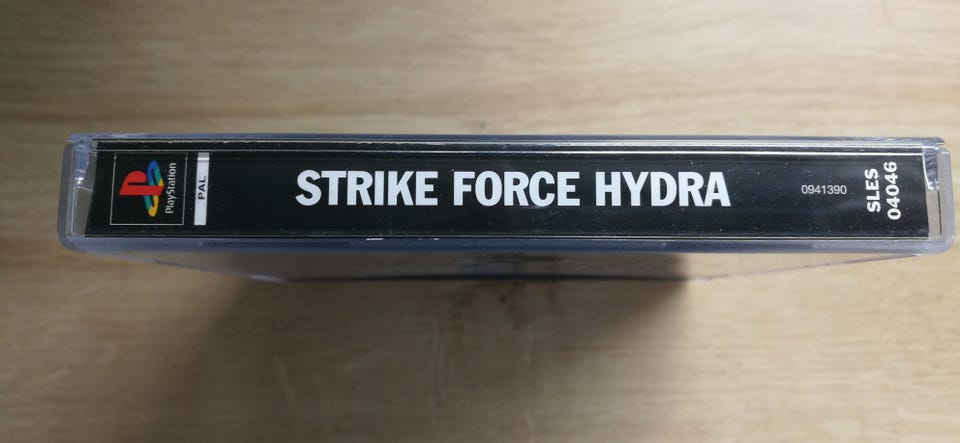 PlayStation
PAL
STRIKE FORCE HYDRA
0941390
SLES
04046